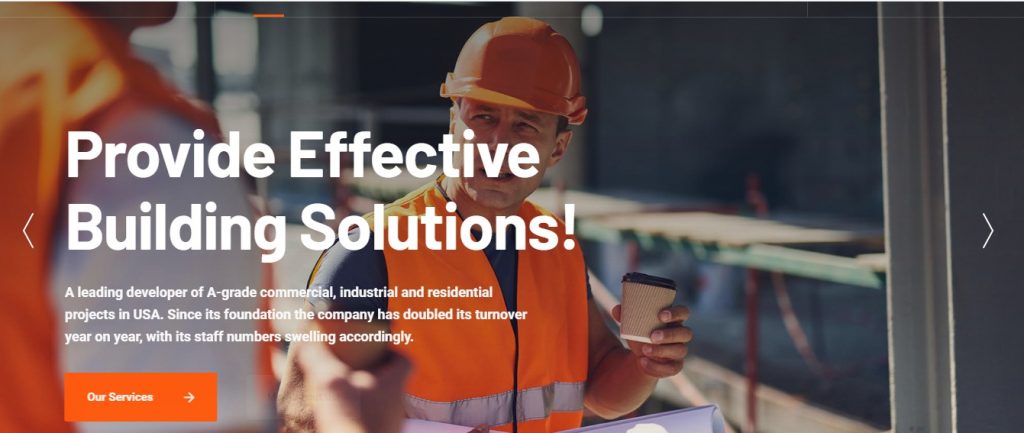 Provide Effective
Building Solutions!
A leading developer of A-grade commercial, industrial and residential
projects in USA. Since its foundation the company has doubled its turnover
year on year, with its staff numbers swelling accordingly.
Our Services